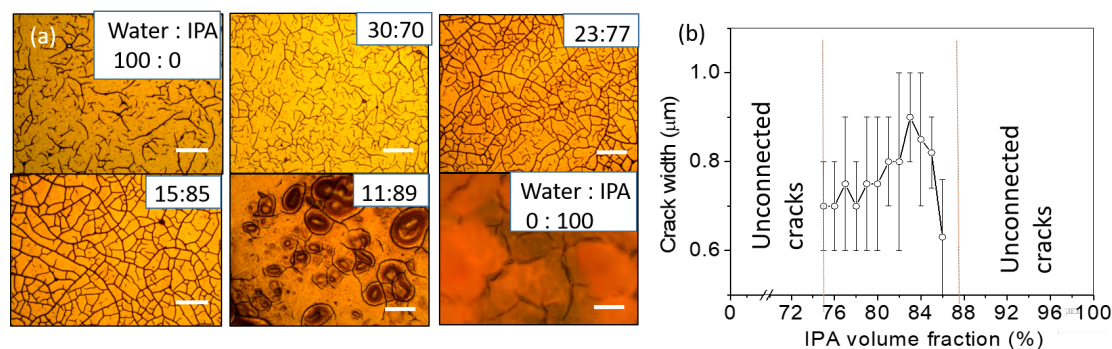 (a)
Water : IPA
100 : 0
30:70
23:77
15:85
11:89
Water : IPA
0 : 100
(b)
1.0
0.8
0.6
Crack width (μm)
Unconnected
cracks
Unconnected
cracks
0
72
76
80
84
88
92
96
100
IPA volume fraction (%)